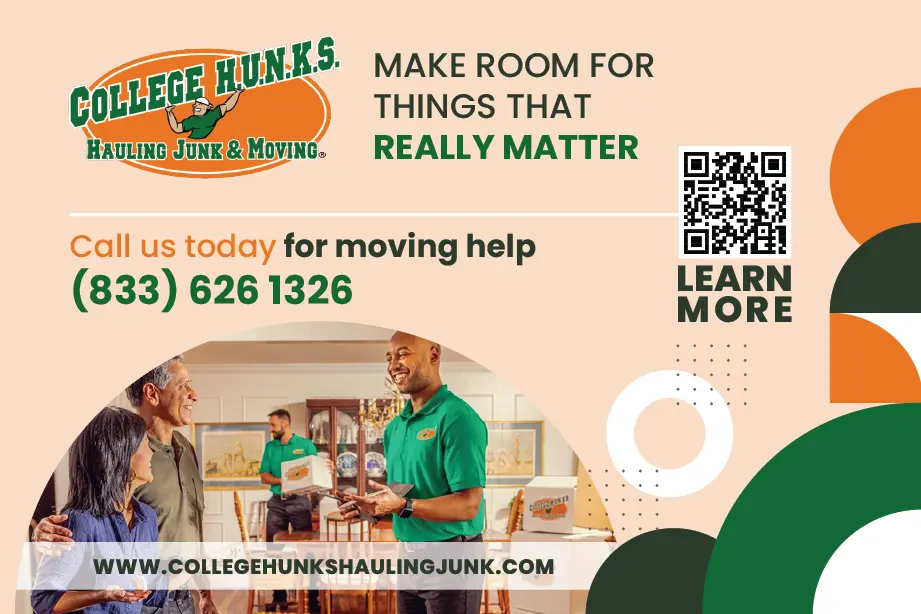 COLLEGE H.U.N.K.S.
HAULING JUNK & MOVING®
MAKE ROOM FOR
THINGS THAT
REALLY MATTER
Call us today for moving help
(833) 626 1326
LEARN
MORE
WWW.COLLEGEHUNKSHAULINGJUNK.COM